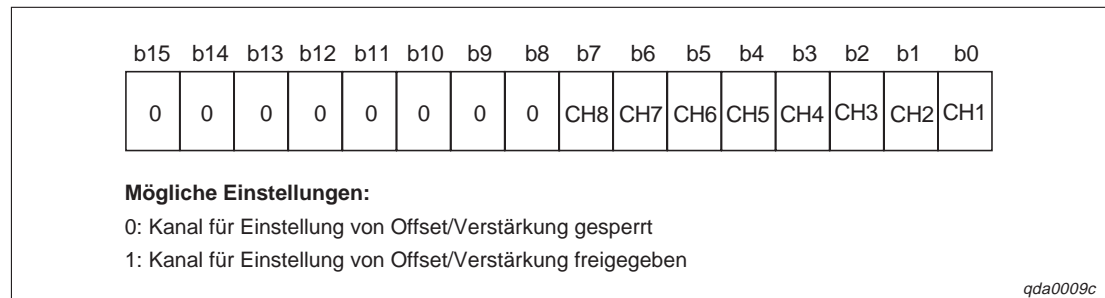 b15 b14 b13 b12 b11 b10 b9 b8 b7 b6 b5 b4 b3 b2 b1 b0
0 0 0 0 0 0 0 0 CH8 CH7 CH6 CH5 CH4 CH3 CH2 CH1
Mögliche Einstellungen:
0: Kanal für Einstellung von Offset/Verstärkung gesperrt
1: Kanal für Einstellung von Offset/Verstärkung freigegeben
qda0009c